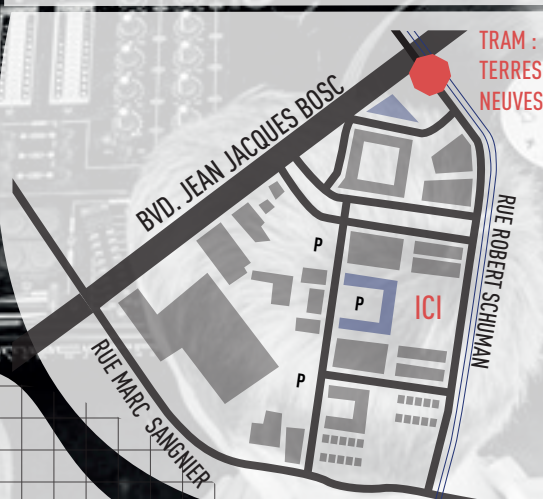 TRAM :
TERRES
NEUVES
BVD. JEAN JACQUES BOSC
RUE ROBERT SCHUMAN
P
P
ICI
P
RUE MARC SANGNIER